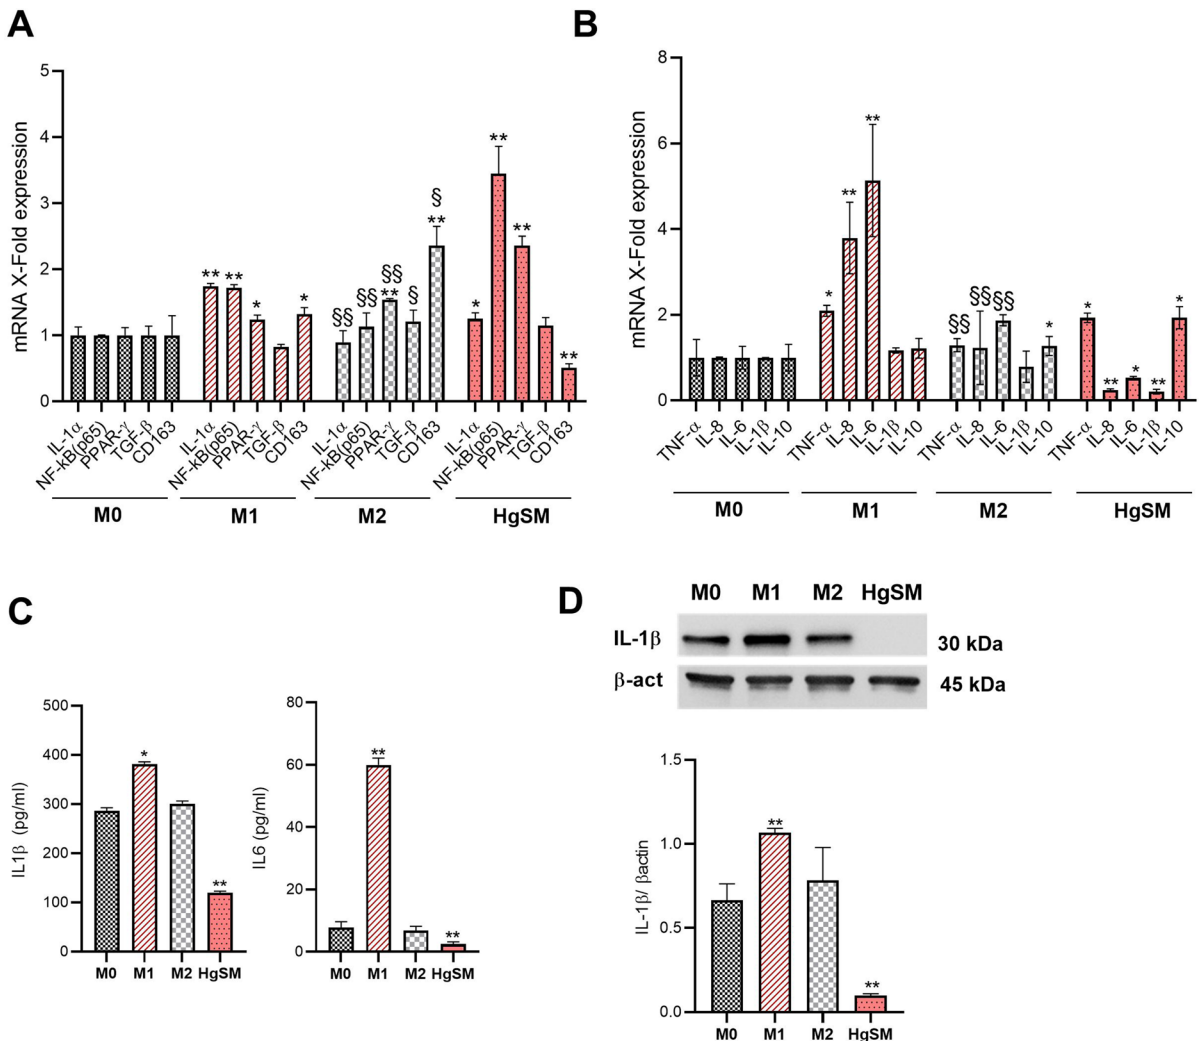 A
mRNA X-Fold expression
5
4
3
2
1
0
** ** * *
§§ §§ §§ ** § § **
* ** ** **
IL-1α NF-kB(p65) PPAR-γ TGF-β CD163
IL-1α NF-kB(p65) PPAR-γ TGF-β CD163
IL-1α NF-kB(p65) PPAR-γ TGF-β CD163
IL-1α NF-kB(p65) PPAR-γ TGF-β CD163
M0 M1 M2 HgSM
B
mRNA X-Fold expression
8
6
4
2
0
* ** **
§§ §§ §§ *
* ** * ** *
TNF-α IL-8 IL-6 IL-1β IL-10
TNF-α IL-8 IL-6 IL-1β IL-10
TNF-α IL-8 IL-6 IL-1β IL-10
TNF-α IL-8 IL-6 IL-1β IL-10
M0 M1 M2 HgSM
C
IL1β (pg/ml)
500
400
300
200
100
0
* **
M0 M1 M2 HgSM
IL6 (pg/ml)
80
60
40
20
0
** **
M0 M1 M2 HgSM
D
M0 M1 M2 HgSM
IL-1β 30 kDa
β-act 45 kDa
IL-1β/ βactin
1.5
1.0
0.5
0.0
** **
M0 M1 M2 HgSM